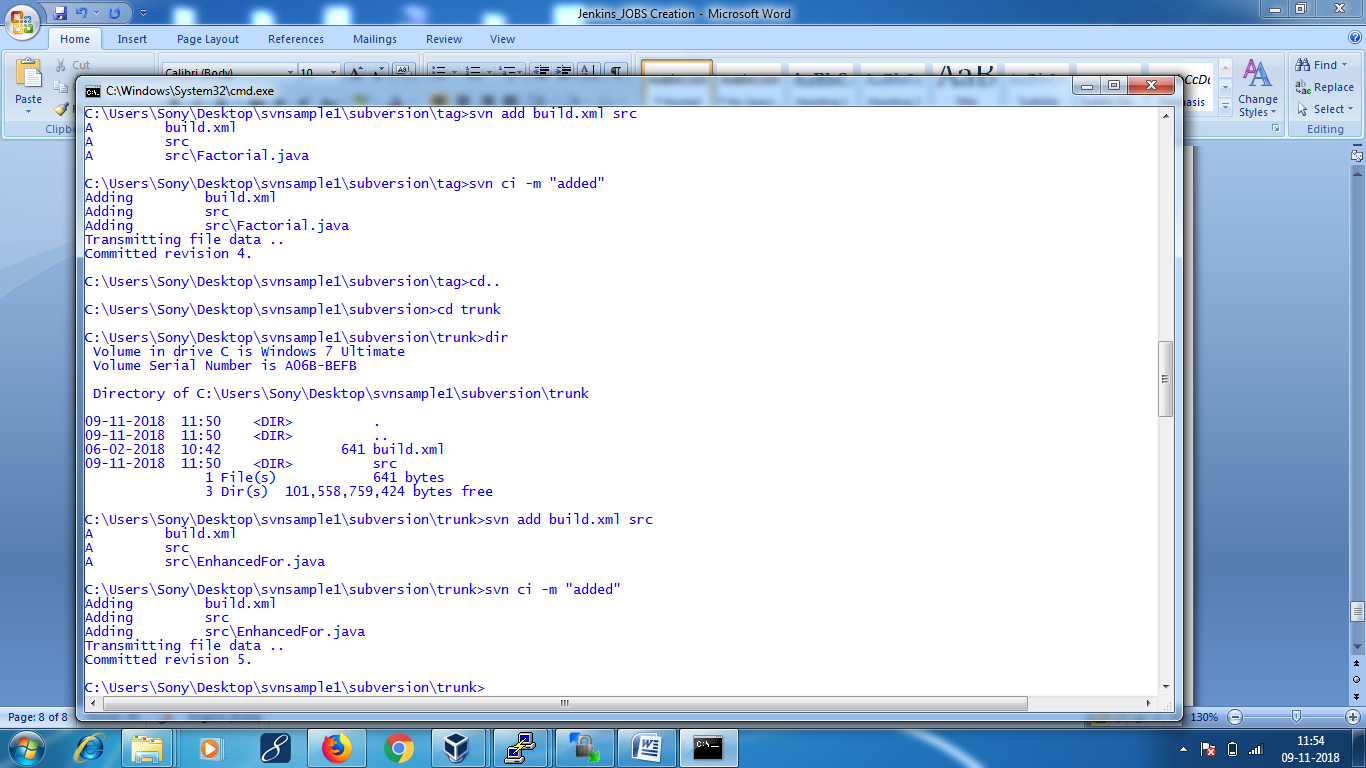 Jenkins_JOBS Creation - Microsoft Word
Home Insert Page Layout References Mailings Review View
Cut
Calibri (Body) 10
Paste
Find
Replace
Select
Change
Styles
Editing
C:\Windows\System32\cmd.exe
C:\Users\Sony\Desktop\svnsample1\subversion\tag>svn add build.xml src
A         build.xml
A         src
A         src\Factorial.java
C:\Users\Sony\Desktop\svnsample1\subversion\tag>svn ci -m "added"
Adding         build.xml
Adding         src
Adding         src\Factorial.java
Transmitting file data ..
Committed revision 4.
C:\Users\Sony\Desktop\svnsample1\subversion\tag>cd..
C:\Users\Sony\Desktop\svnsample1\subversion>cd trunk
C:\Users\Sony\Desktop\svnsample1\subversion\trunk>dir
 Volume in drive C is Windows 7 Ultimate
 Volume Serial Number is A06B-BEFB
 Directory of C:\Users\Sony\Desktop\svnsample1\subversion\trunk
09-11-2018  11:50    <DIR>          .
09-11-2018  11:50    <DIR>          ..
06-02-2018  10:42               641 build.xml
09-11-2018  11:50    <DIR>          src
               1 File(s)            641 bytes
               3 Dir(s)  101,558,759,424 bytes free
C:\Users\Sony\Desktop\svnsample1\subversion\trunk>svn add build.xml src
A         build.xml
A         src
A         src\EnhancedFor.java
C:\Users\Sony\Desktop\svnsample1\subversion\trunk>svn ci -m "added"
Adding         build.xml
Adding         src
Adding         src\EnhancedFor.java
Transmitting file data ..
Committed revision 5.
C:\Users\Sony\Desktop\svnsample1\subversion\trunk>
Page: 8 of 8
130%
11:54
09-11-2018